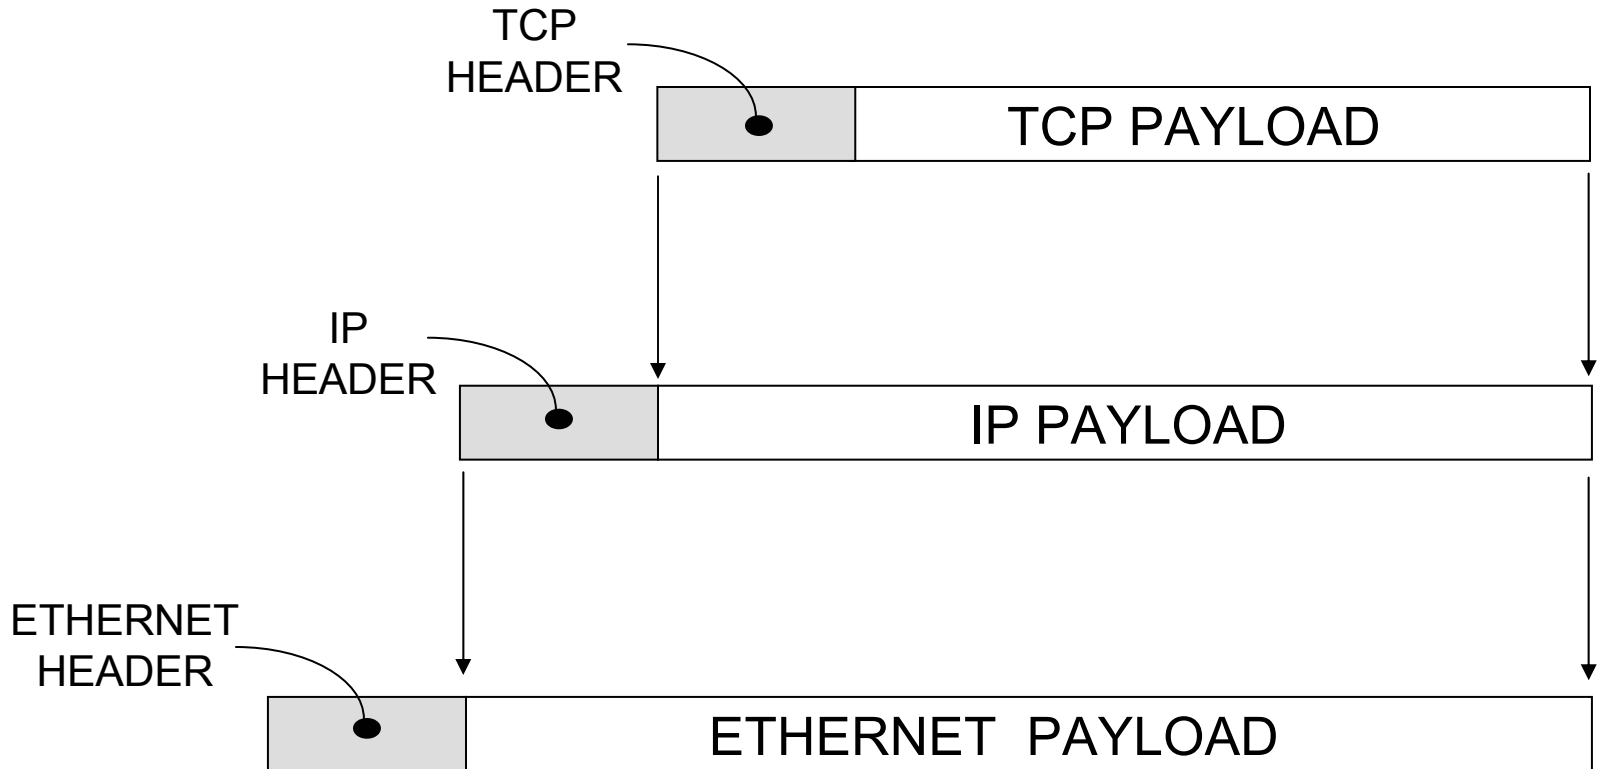 TCP
HEADER
TCP PAYLOAD
IP
HEADER
IP PAYLOAD
ETHERNET
HEADER
ETHERNET PAYLOAD